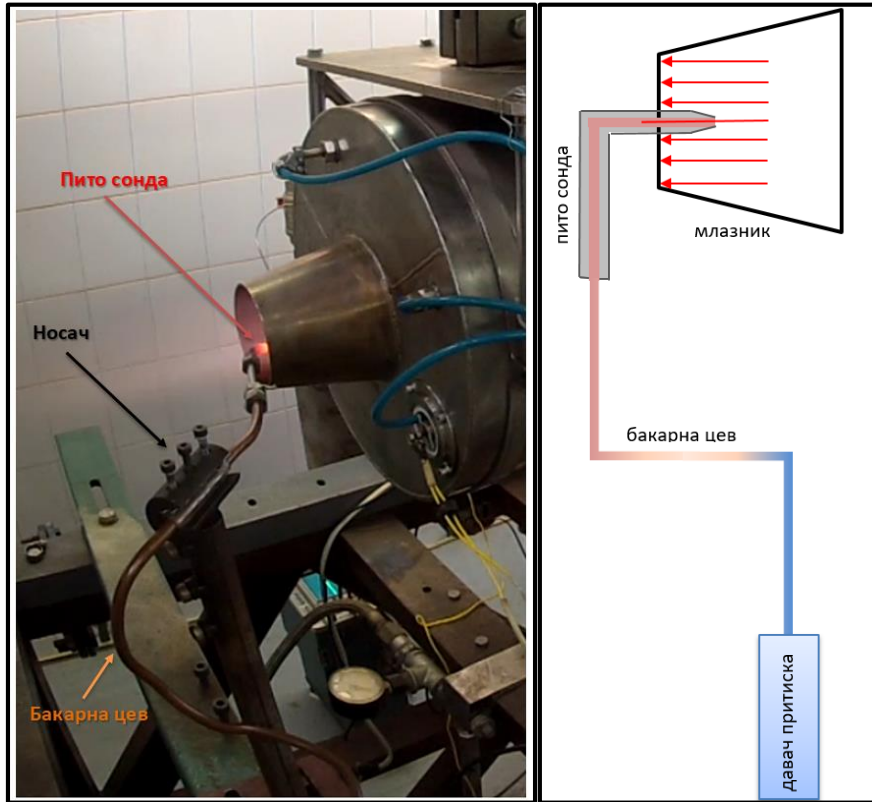 Пито сонда
Носач
Бакарна цев
пито сонда
млазник
бакарна цев
давач притиска